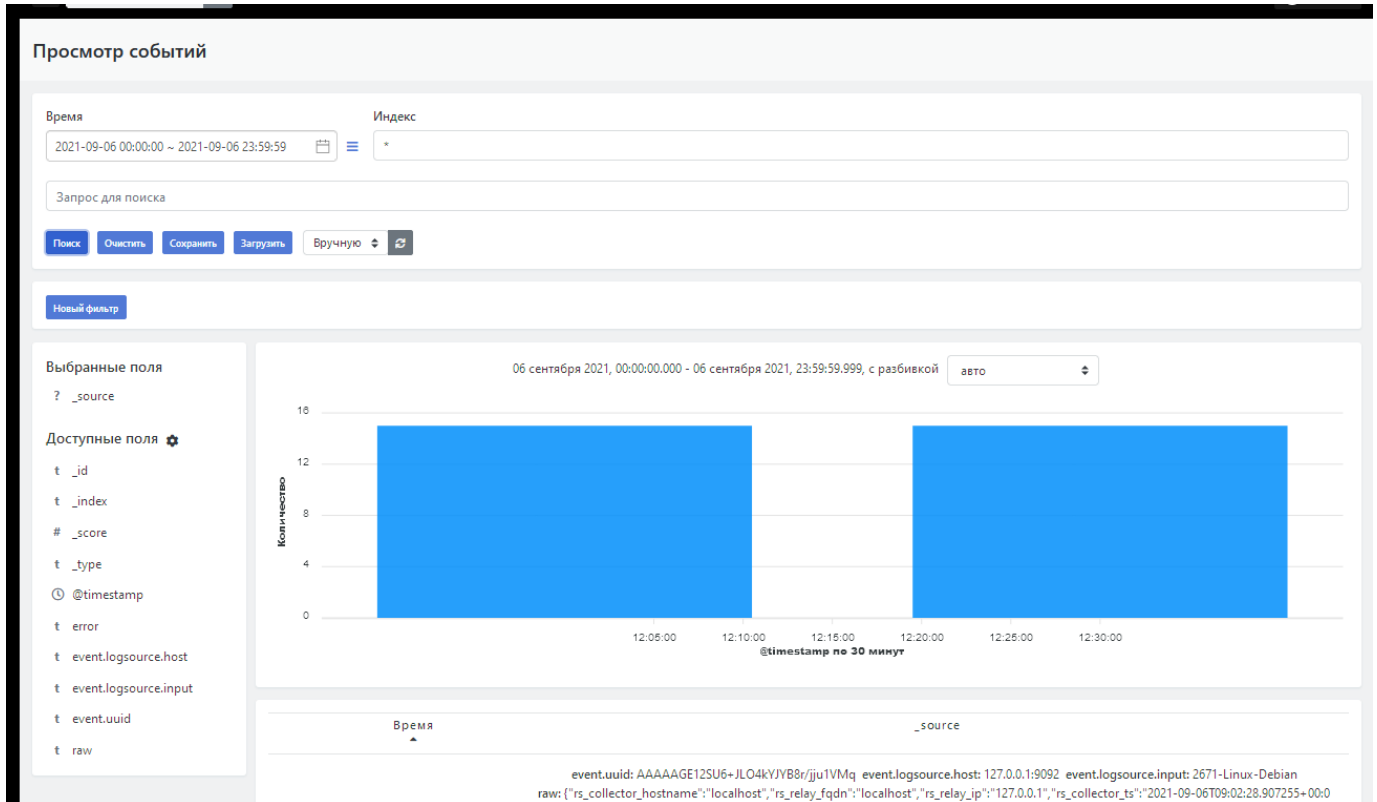 Просмотр событий
Время
Индекс
2021-09-06 00:00:00 ~ 2021-09-06 23:59:59
*
Запрос для поиска
Поиск
Очистить
Сохранить
Загрузить
Вручную
Новый фильтр
Выбранные поля
? _source
Доступные поля
t _id
t _index
# _score
t _type
@timestamp
t error
t event.logsource.host
t event.logsource.input
t event.uuid
t raw
06 сентября 2021, 00:00:00.000 - 06 сентября 2021, 23:59:59.999, с разбивкой
авто
16
12
8
4
0
Количество
12:05:00 12:10:00 12:15:00 12:20:00 12:25:00 12:30:00
@timestamp по 30 минут
Время
_source
event.uuid: AAAAAGE12SU6+JLO4kYJYB8r/jju1VMq event.logsource.host: 127.0.0.1:9092 event.logsource.input: 2671-Linux-Debian
raw: {"rs_collector_hostname":"localhost","rs_relay_fqdn":"localhost","rs_relay_ip":"127.0.0.1","rs_collector_ts":"2021-09-06T09:02:28.907255+00:0